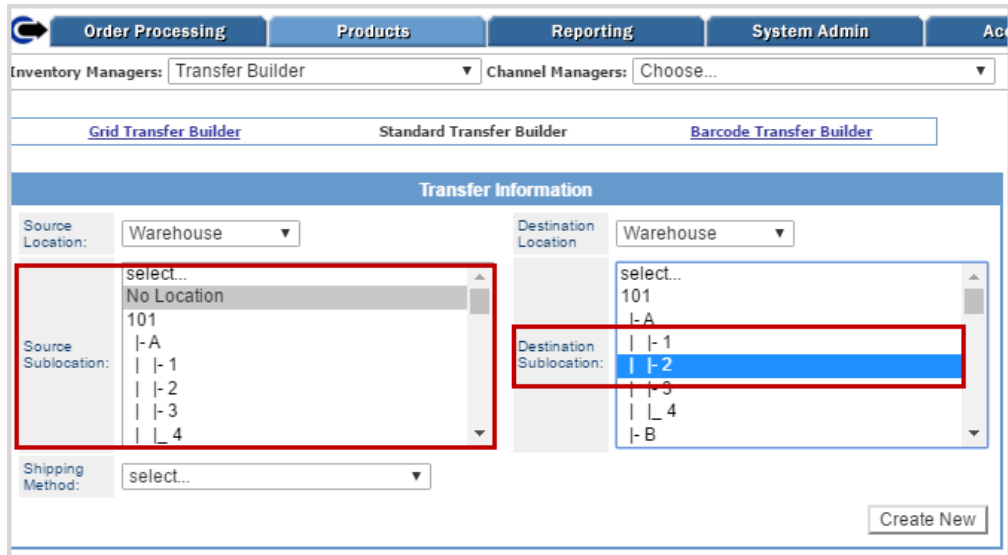 Order Processing Products Reporting System Admin
Inventory Managers: Transfer Builder ▼ Channel Managers: Choose... ▼
Grid Transfer Builder Standard Transfer Builder Barcode Transfer Builder
Transfer Information
Source Location: Warehouse ▼ Destination Location Warehouse ▼
Source Sublocation:
select...
No Location
101
|- A
| |- 1
| |- 2
| |- 3
| |_ 4
Destination Sublocation:
select...
101
|- A
| |- 1
| |- 2
| |- 3
| |_ 4
|- B
Shipping Method: select... ▼
Create New